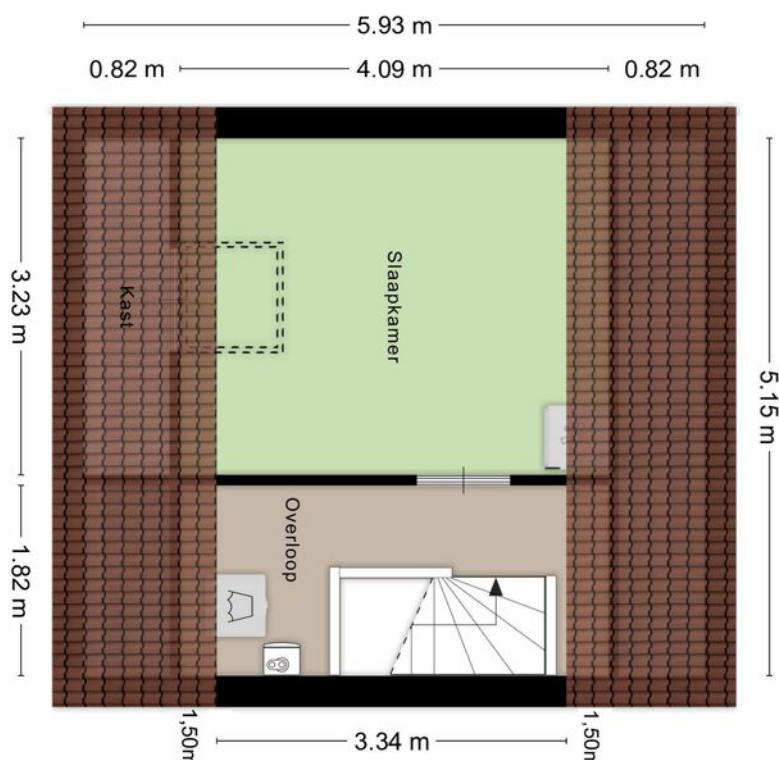 5.93 m
0.82 m
4.09 m
0.82 m
3.23 m
Kast
Slaapkamer
5.15 m
1.82 m
Overloop
1,50m
3.34 m
1,50m